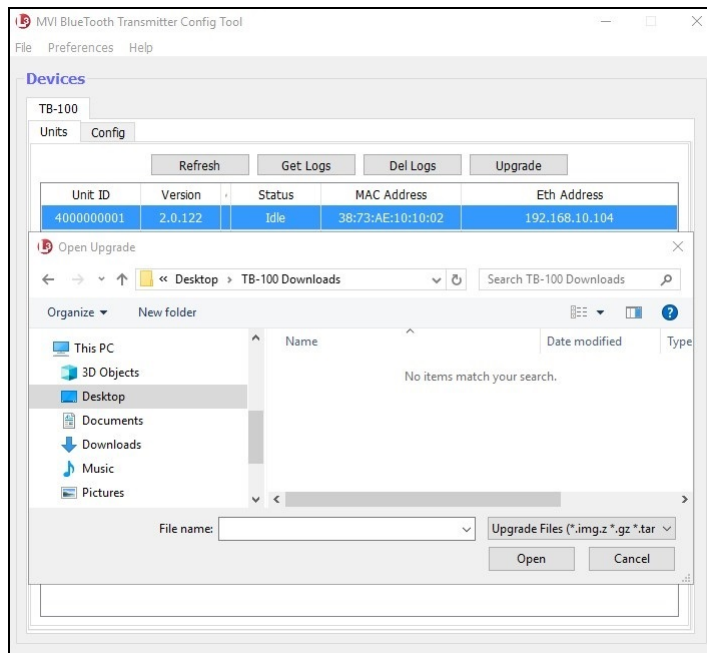 MVI BlueTooth Transmitter Config Tool
File Preferences Help
Devices
TB-100
Units Config
Refresh Get Logs Del Logs Upgrade
Unit ID Version Status MAC Address Eth Address
4000000001 2.0.122 Idle 38:73:AE:10:10:02 192.168.10.104
Open Upgrade
« Desktop › TB-100 Downloads Search TB-100 Downloads
Organize New folder
This PC Name Date modified Type
3D Objects No items match your search.
Desktop
Documents
Downloads
Music
Pictures
File name: Upgrade Files (*.img.z *.gz *.tar
Open Cancel